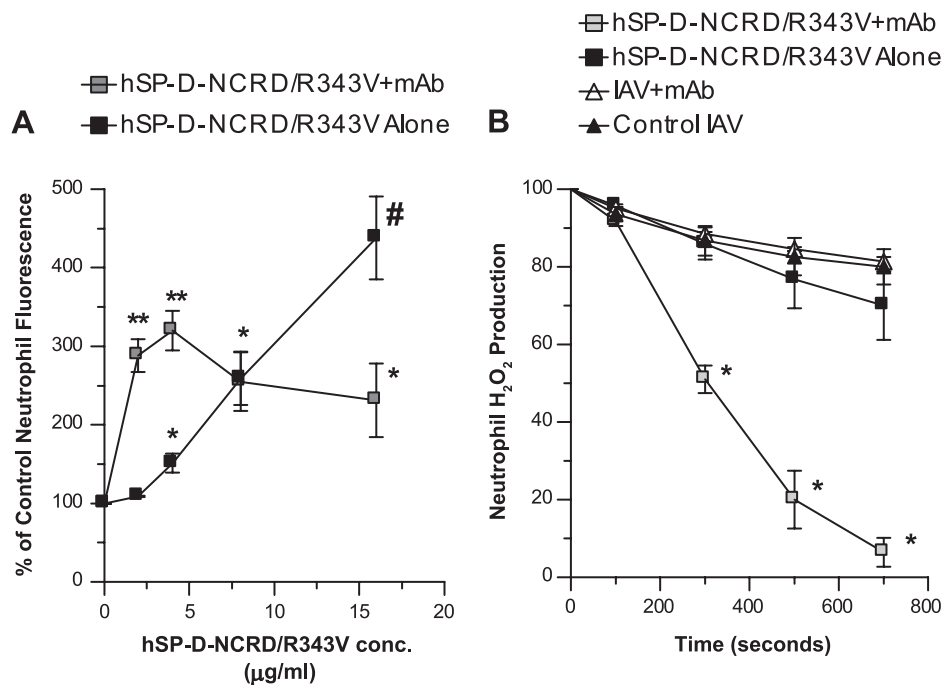 A
hSP-D-NCRD/R343V+mAb
hSP-D-NCRD/R343V Alone
% of Control Neutrophil Fluorescence
500
400
300
200
100
0
**
**
*
*
*
#
0 5 10 15 20
hSP-D-NCRD/R343V conc.
(µg/ml)
B
hSP-D-NCRD/R343V+mAb
hSP-D-NCRD/R343V Alone
IAV+mAb
Control IAV
Neutrophil H₂O₂ Production
100
80
60
40
20
0
*
*
*
0 200 400 600 800
Time (seconds)